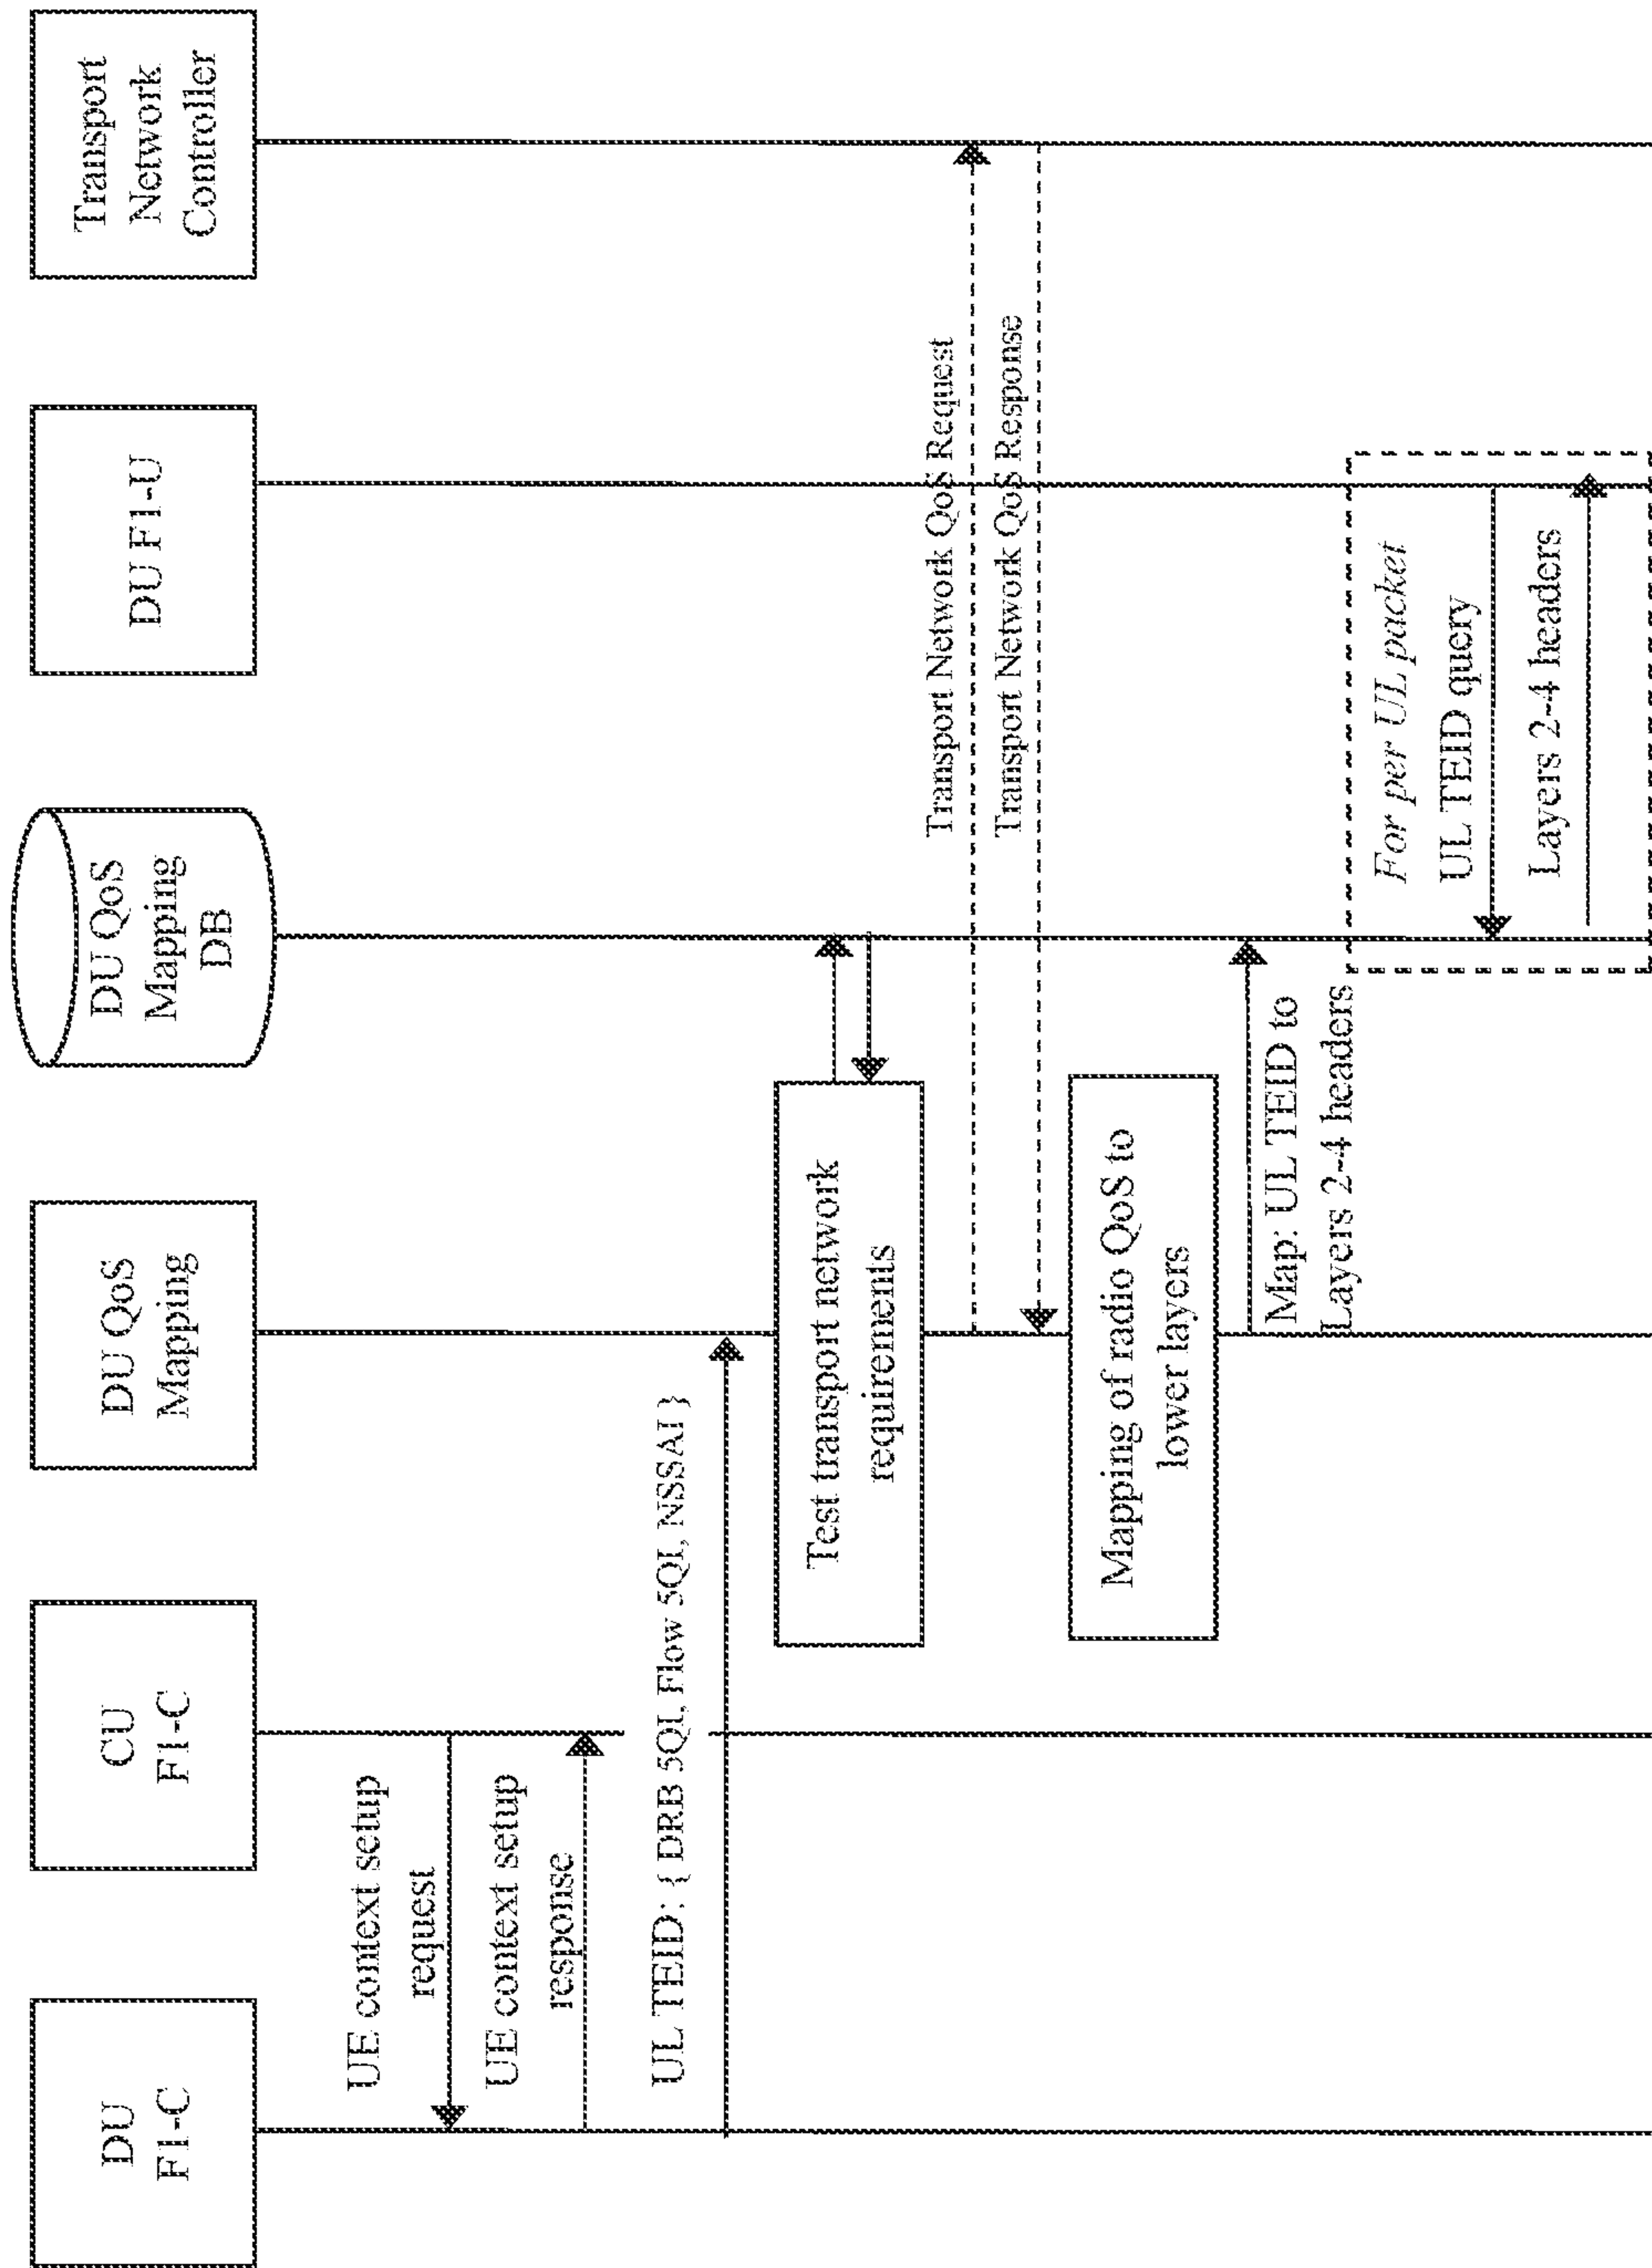 DU
F1-C
CU
F1-C
DU QoS
Mapping
DU QoS
Mapping
DB
DU F1-U
Transport
Network
Controller
UE context setup
request
UE context setup
response
UL TEID: { DRB 5QI, Flow 5QI, NSSAI }
Test transport network
requirements
Transport Network QoS Request
Transport Network QoS Response
Mapping of radio QoS to
lower layers
Map: UL TEID to
Layers 2-4 headers
For per UL packet
UL TEID query
Layers 2-4 headers